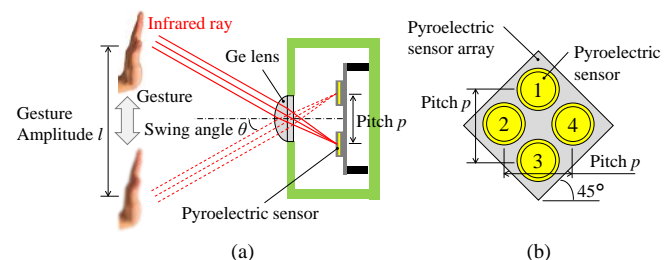 Infrared ray
Ge lens
Gesture
Gesture
Amplitude l
Swing angle θ
Pitch p
Pyroelectric
sensor
(a)
Pyroelectric
sensor array
Pyroelectric
sensor
Pitch p
1
2
4
3
Pitch p
45°
(b)